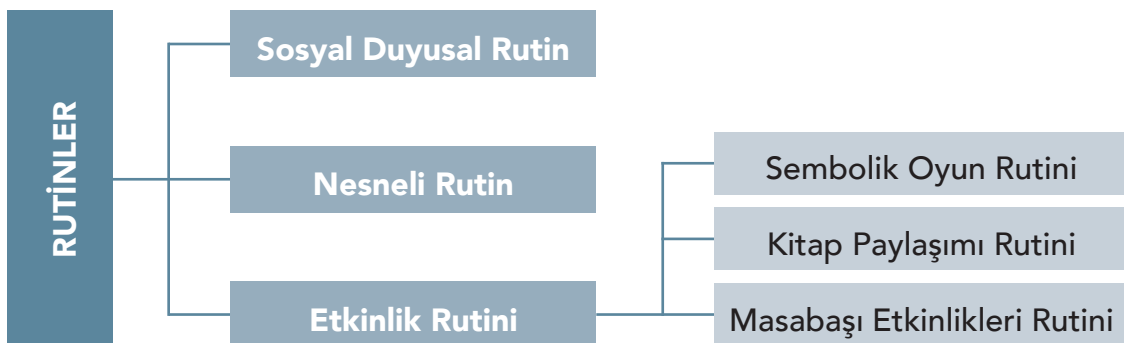 RUTİNLER
Sosyal Duyusal Rutin
Nesneli Rutin
Etkinlik Rutini
Sembolik Oyun Rutini
Kitap Paylaşımı Rutini
Masabaşı Etkinlikleri Rutini